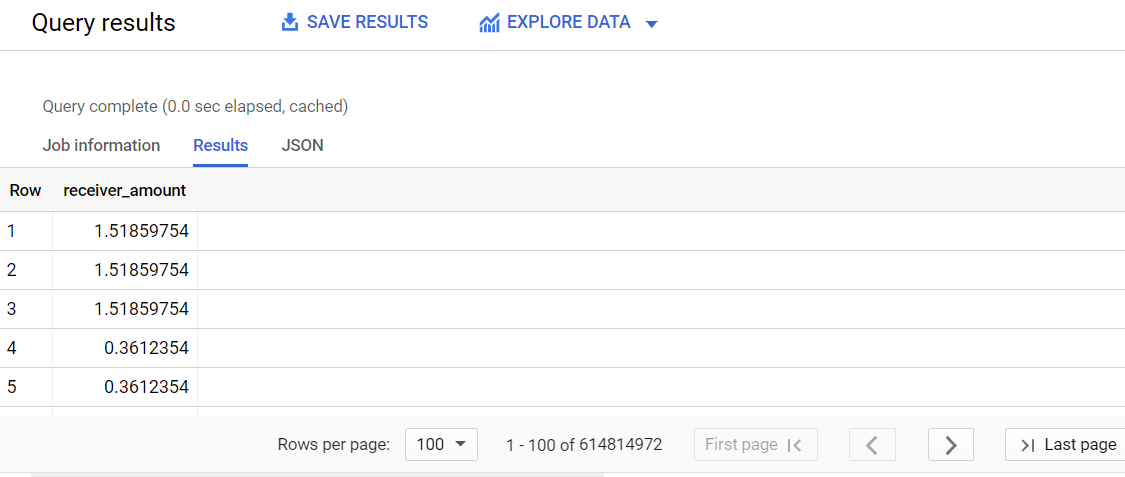 Query results SAVE RESULTS EXPLORE DATA
Query complete (0.0 sec elapsed, cached)
Job information Results JSON
Row receiver_amount
1 1.51859754
2 1.51859754
3 1.51859754
4 0.3612354
5 0.3612354
Rows per page: 100 1 - 100 of 614814972 First page Last page